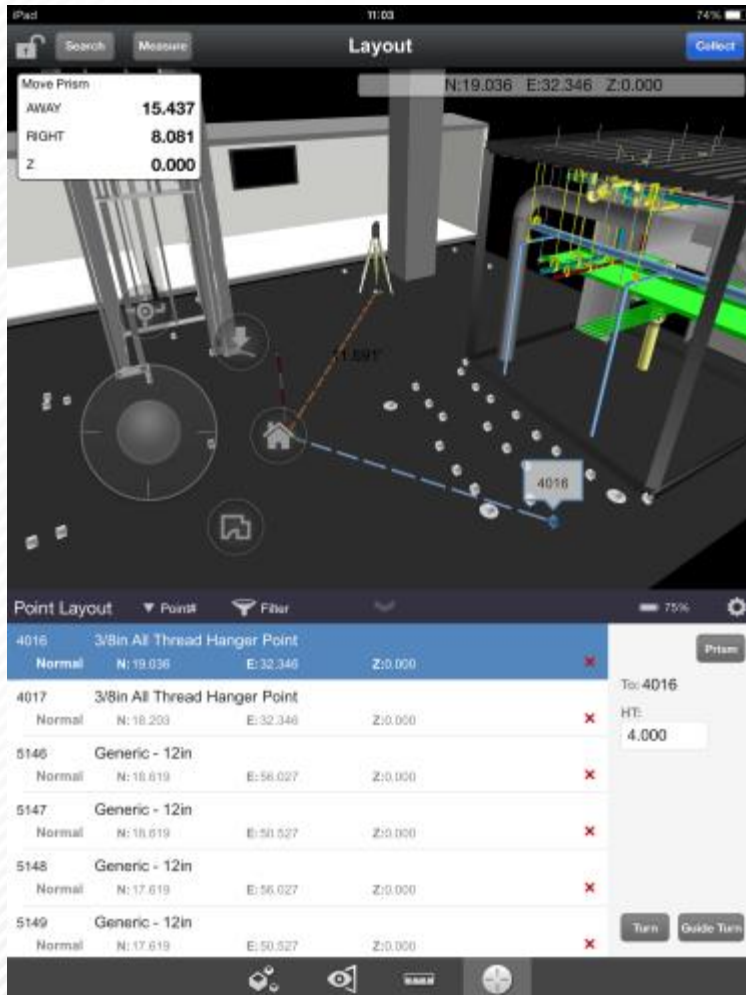 iPad 11:03 74%
Search Measure Layout Collect
Move Prism
AWAY 15.437
RIGHT 8.081
Z 0.000
N:19.036 E:32.346 Z:0.000
4016
Point Layout ▼ Point# Filter 75%
4016 3/8in All Thread Hanger Point
Normal N:19.036 E:32.346 Z:0.000
4017 3/8in All Thread Hanger Point
Normal N:18.203 E:32.346 Z:0.000
5146 Generic - 12in
Normal N:18.619 E:56.027 Z:0.000
5147 Generic - 12in
Normal N:18.619 E:50.527 Z:0.000
5148 Generic - 12in
Normal N:17.619 E:56.027 Z:0.000
5149 Generic - 12in
Normal N:17.619 E:50.527 Z:0.000
Prism
To: 4016
HT:
4.000
Turn Guide Turn